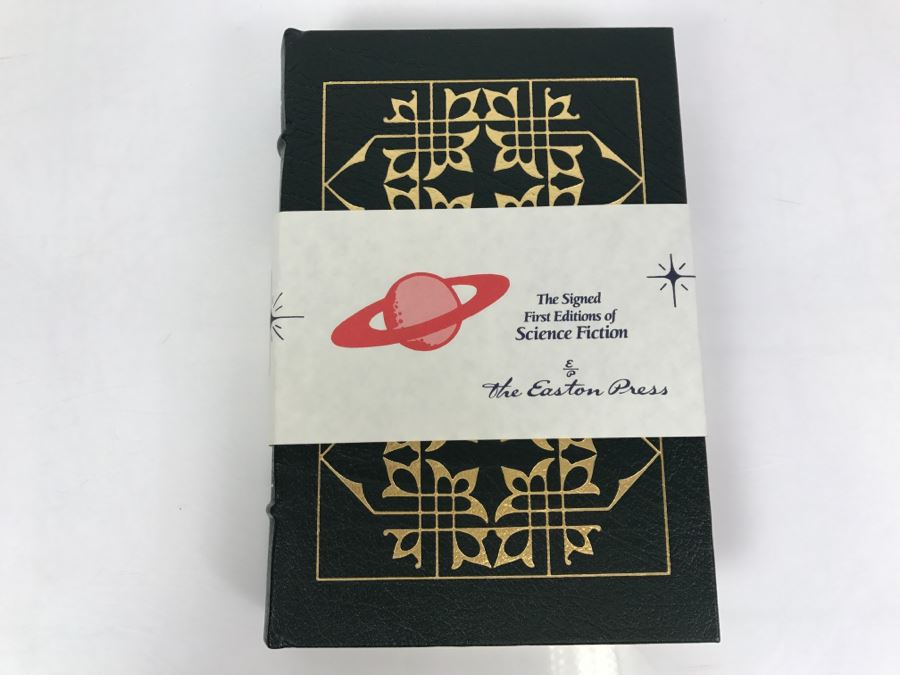 The Signed
First Editions of
Science Fiction
E
P
the Easton Press